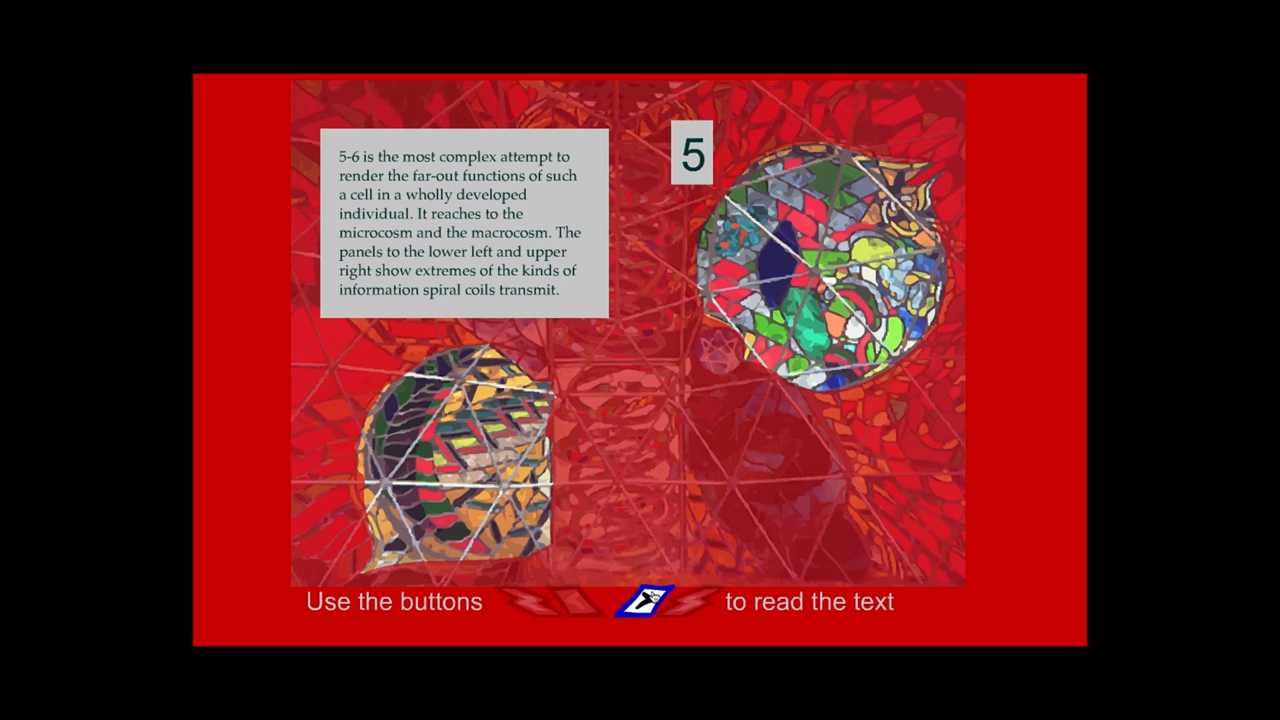 5-6 is the most complex attempt to
render the far-out functions of such
a cell in a wholly developed
individual. It reaches to the
microcosm and the macrocosm. The
panels to the lower left and upper
right show extremes of the kinds of
information spiral coils transmit.
5
Use the buttons to read the text